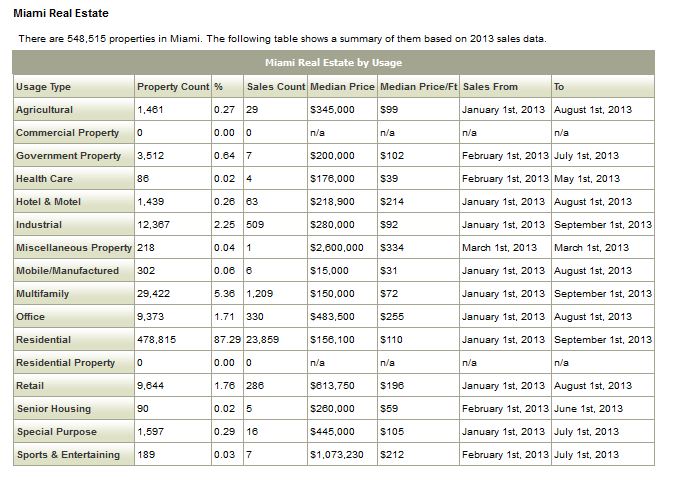 Miami Real Estate
There are 548,515 properties in Miami. The following table shows a summary of them based on 2013 sales data.
Miami Real Estate by Usage
Usage Type Property Count % Sales Count Median Price Median Price/Ft Sales From To
Agricultural 1,461 0.27 29 $345,000 $99 January 1st, 2013 August 1st, 2013
Commercial Property 0 0.00 0 n/a n/a n/a n/a
Government Property 3,512 0.64 7 $200,000 $102 February 1st, 2013 July 1st, 2013
Health Care 86 0.02 4 $176,000 $39 February 1st, 2013 May 1st, 2013
Hotel & Motel 1,439 0.26 63 $218,900 $214 January 1st, 2013 August 1st, 2013
Industrial 12,367 2.25 509 $280,000 $92 January 1st, 2013 September 1st, 2013
Miscellaneous Property 218 0.04 1 $2,600,000 $334 March 1st, 2013 March 1st, 2013
Mobile/Manufactured 302 0.06 6 $15,000 $31 January 1st, 2013 August 1st, 2013
Multifamily 29,422 5.36 1,209 $150,000 $72 January 1st, 2013 September 1st, 2013
Office 9,373 1.71 330 $483,500 $255 January 1st, 2013 August 1st, 2013
Residential 478,815 87.29 23,859 $156,100 $110 January 1st, 2013 September 1st, 2013
Residential Property 0 0.00 0 n/a n/a n/a n/a
Retail 9,644 1.76 286 $613,750 $196 January 1st, 2013 August 1st, 2013
Senior Housing 90 0.02 5 $260,000 $59 February 1st, 2013 June 1st, 2013
Special Purpose 1,597 0.29 16 $445,000 $105 January 1st, 2013 July 1st, 2013
Sports & Entertaining 189 0.03 7 $1,073,230 $212 February 1st, 2013 July 1st, 2013